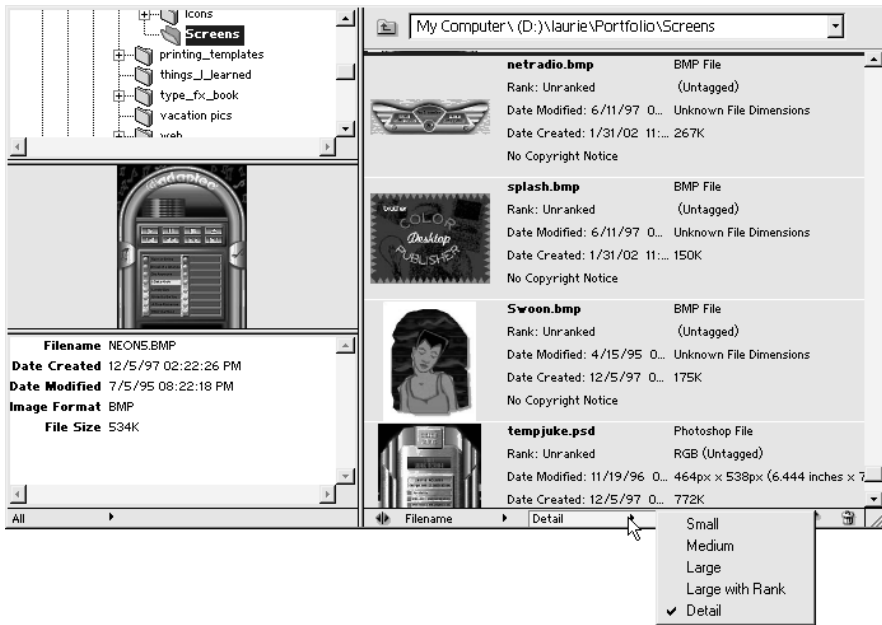 Icons
Screens
printing_templates
things_I_learned
type_fx_book
vacation pics
web
adaptec
Filename NEON5.BMP
Date Created 12/5/97 02:22:26 PM
Date Modified 7/5/95 08:22:18 PM
Image Format BMP
File Size 534K
All
My Computer\ (D:)\laurie\Portfolio\Screens
netradio.bmp BMP File
Rank: Unranked (Untagged)
Date Modified: 6/11/97 0... Unknown File Dimensions
Date Created: 1/31/02 11:... 267K
No Copyright Notice
brother
COLOR
Desktop
PUBLISHER
splash.bmp BMP File
Rank: Unranked (Untagged)
Date Modified: 6/11/97 0... Unknown File Dimensions
Date Created: 1/31/02 11:... 150K
No Copyright Notice
Swoon.bmp BMP File
Rank: Unranked (Untagged)
Date Modified: 4/15/95 0... Unknown File Dimensions
Date Created: 12/5/97 0... 175K
No Copyright Notice
tempjuke.psd Photoshop File
Rank: Unranked RGB (Untagged)
Date Modified: 11/19/96 0... 464px x 538px (6.444 inches x 7
Date Created: 12/5/97 0... 772K
Filename Detail
Small
Medium
Large
Large with Rank
✔ Detail